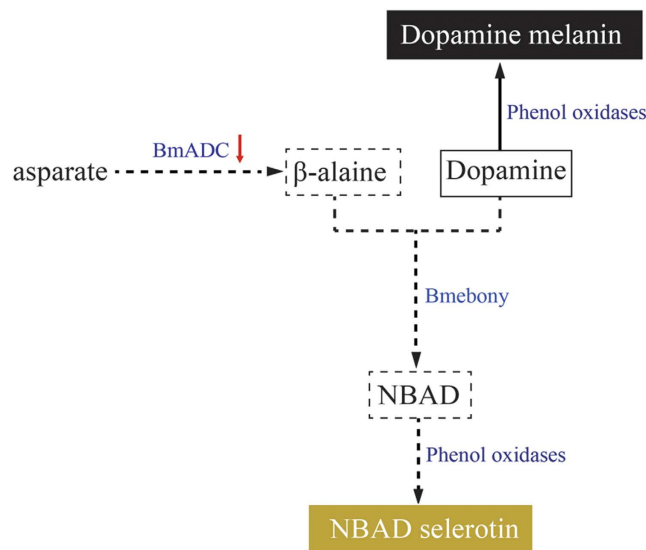 Dopamine melanin
Phenol oxidases
BmADC
asparate
β-alaine
Dopamine
Bmebony
NBAD
Phenol oxidases
NBAD selerotin